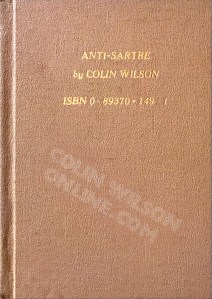 ANTI-SARTRE
by COLIN WILSON
ISBN 0-89370-149-1
COLIN WILSON
ONLINE.COM